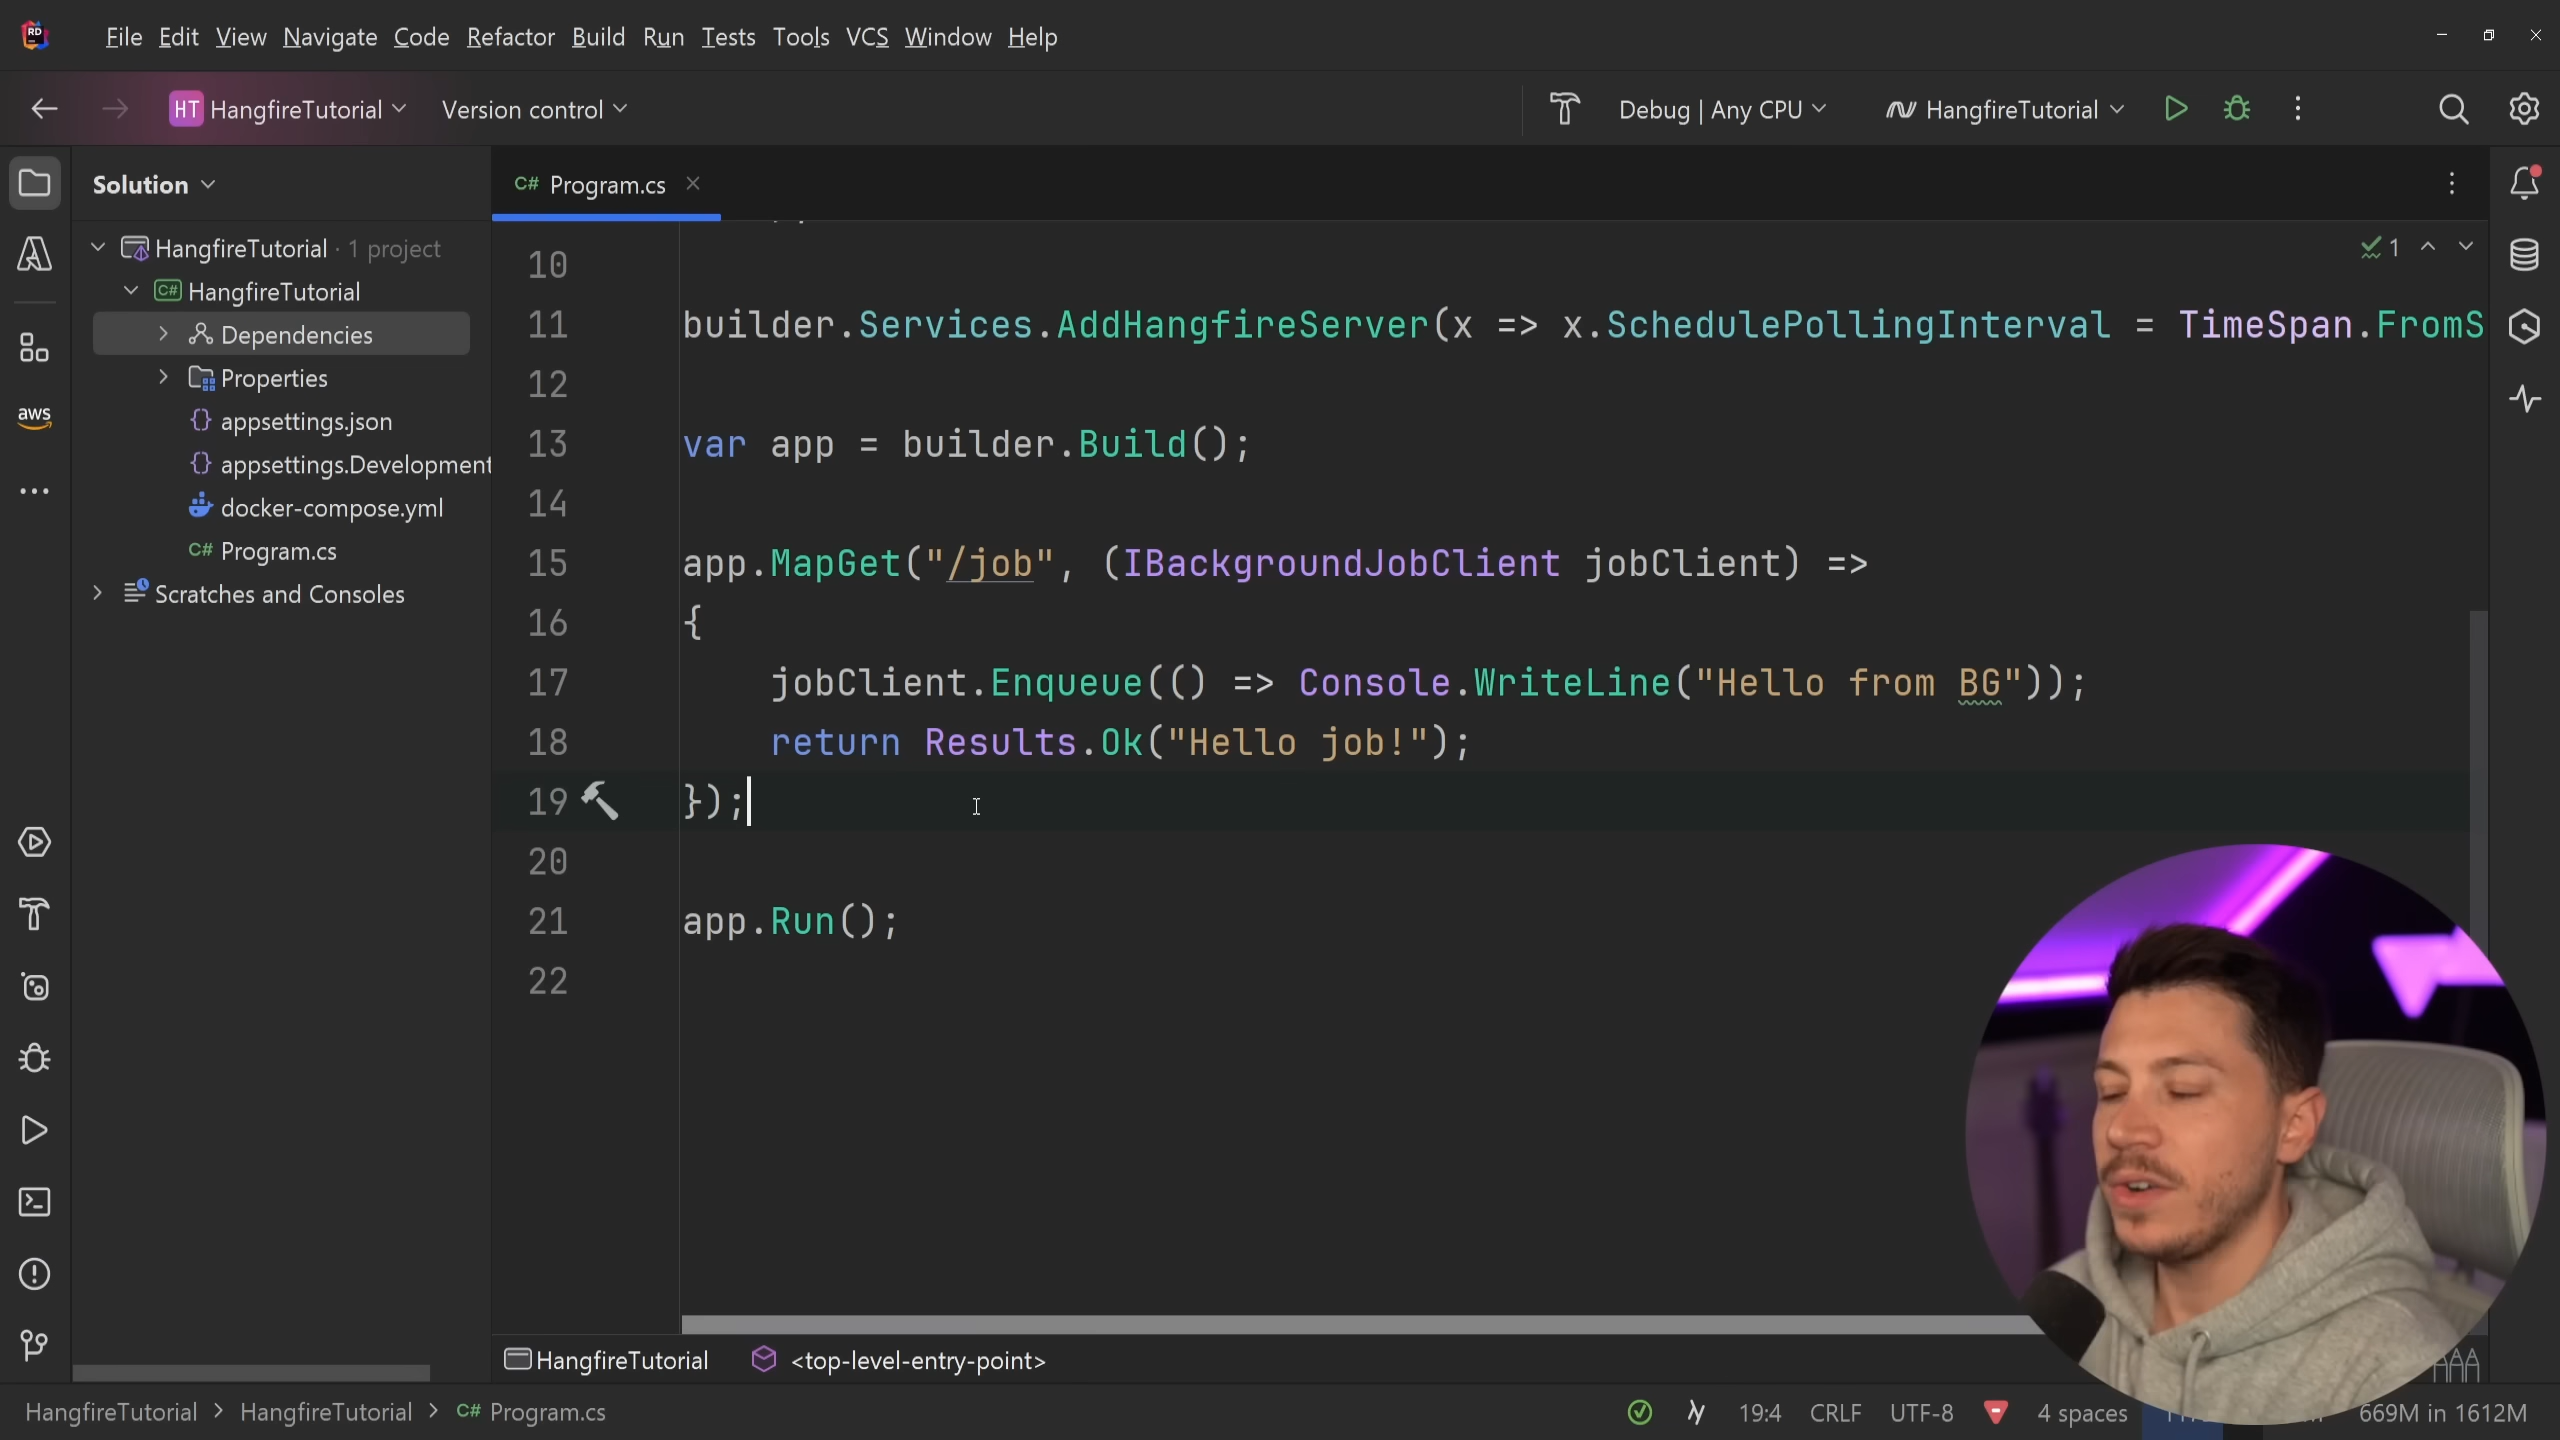 RD File Edit View Navigate Code Refactor Build Run Tests Tools VCS Window Help
HT HangfireTutorial Version control Debug | Any CPU HangfireTutorial
Solution
C# Program.cs
HangfireTutorial · 1 project
C# HangfireTutorial
Dependencies
Properties
{} appsettings.json
{} appsettings.Development
docker-compose.yml
C# Program.cs
Scratches and Consoles
aws
1
10
11 builder.Services.AddHangfireServer(x => x.SchedulePollingInterval = TimeSpan.FromS
12
13 var app = builder.Build();
14
15 app.MapGet("/job", (IBackgroundJobClient jobClient) =>
16 {
17 jobClient.Enqueue(() => Console.WriteLine("Hello from BG"));
18 return Results.Ok("Hello job!");
19 });
20
21 app.Run();
22
HangfireTutorial <top-level-entry-point>
HangfireTutorial > HangfireTutorial > C# Program.cs 19:4 CRLF UTF-8 4 spaces 669M in 1612M